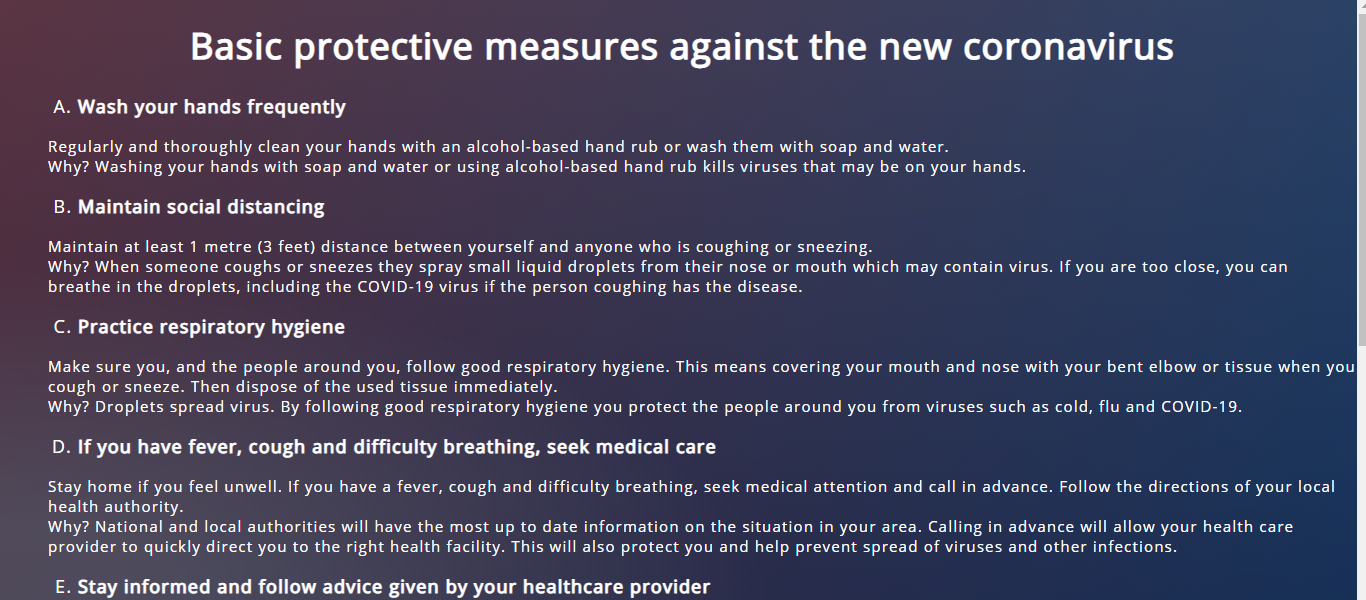 Basic protective measures against the new coronavirus
A. Wash your hands frequently
Regularly and thoroughly clean your hands with an alcohol-based hand rub or wash them with soap and water.
Why? Washing your hands with soap and water or using alcohol-based hand rub kills viruses that may be on your hands.
B. Maintain social distancing
Maintain at least 1 metre (3 feet) distance between yourself and anyone who is coughing or sneezing.
Why? When someone coughs or sneezes they spray small liquid droplets from their nose or mouth which may contain virus. If you are too close, you can
breathe in the droplets, including the COVID-19 virus if the person coughing has the disease.
C. Practice respiratory hygiene
Make sure you, and the people around you, follow good respiratory hygiene. This means covering your mouth and nose with your bent elbow or tissue when you
cough or sneeze. Then dispose of the used tissue immediately.
Why? Droplets spread virus. By following good respiratory hygiene you protect the people around you from viruses such as cold, flu and COVID-19.
D. If you have fever, cough and difficulty breathing, seek medical care
Stay home if you feel unwell. If you have a fever, cough and difficulty breathing, seek medical attention and call in advance. Follow the directions of your local
health authority.
Why? National and local authorities will have the most up to date information on the situation in your area. Calling in advance will allow your health care
provider to quickly direct you to the right health facility. This will also protect you and help prevent spread of viruses and other infections.
E. Stay informed and follow advice given by your healthcare provider